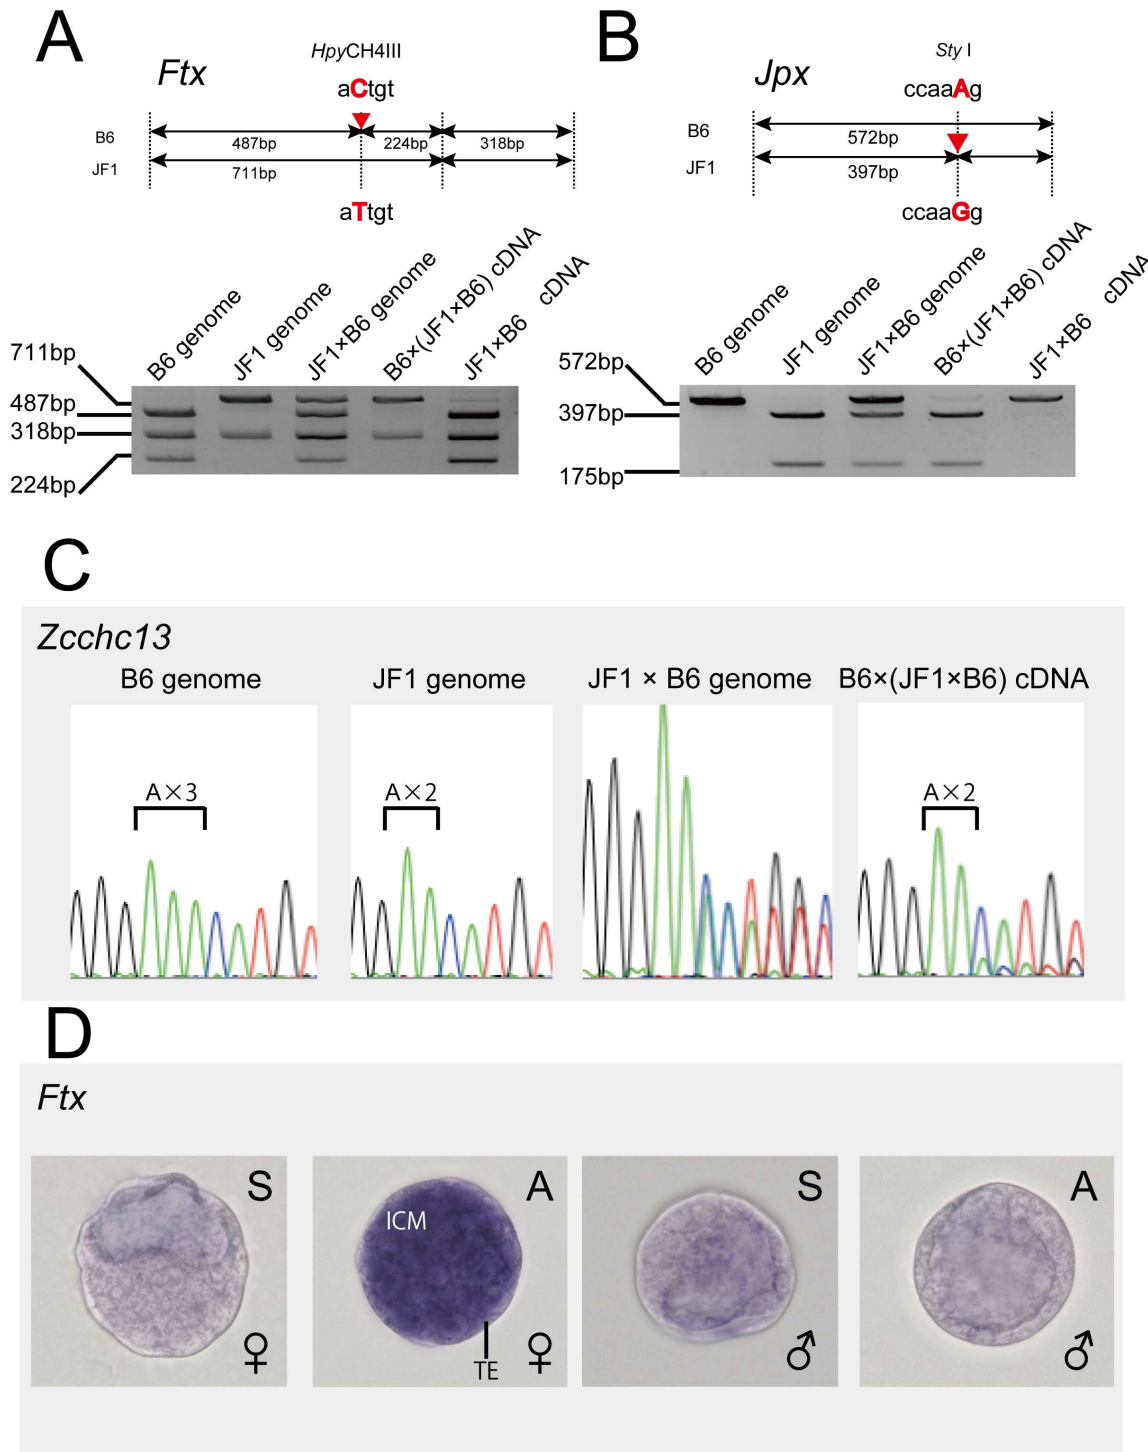 A
HpyCH4III
Ftx
aCtgt
B6
487bp
224bp
318bp
JF1
711bp
aTtgt
B6 genome
JF1 genome
JF1×B6 genome
B6×(JF1×B6) cDNA
JF1×B6 cDNA
711bp
487bp
318bp
224bp
B
Sty I
Jpx
ccaaAg
B6
572bp
JF1
397bp
ccaaGg
B6 genome
JF1 genome
JF1×B6 genome
B6×(JF1×B6) cDNA
JF1×B6 cDNA
572bp
397bp
175bp
C
Zcchc13
B6 genome
JF1 genome
JF1 × B6 genome
B6×(JF1×B6) cDNA
A×3
A×2
A×2
D
Ftx
S
♀
A
ICM
TE
♀
S
♂
A
♂